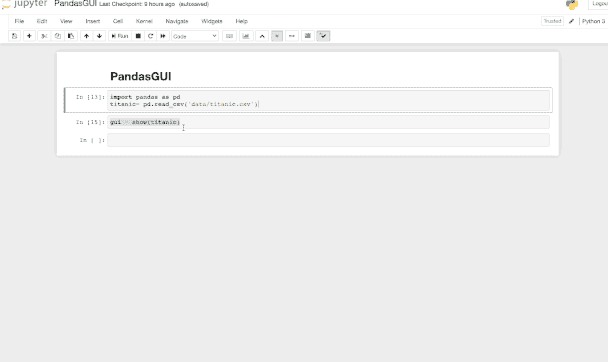 jupyter PandasGUI Last Checkpoint: 9 hours ago (autosaved)
Logou
File Edit View Insert Cell Kernel Navigate Widgets Help
Trusted Python 3
Run Code
PandasGUI
In [13]: import pandas as pd
titanic= pd.read_csv('data/titanic.csv')
In [15]: gui = show(titanic)
In [ ]: